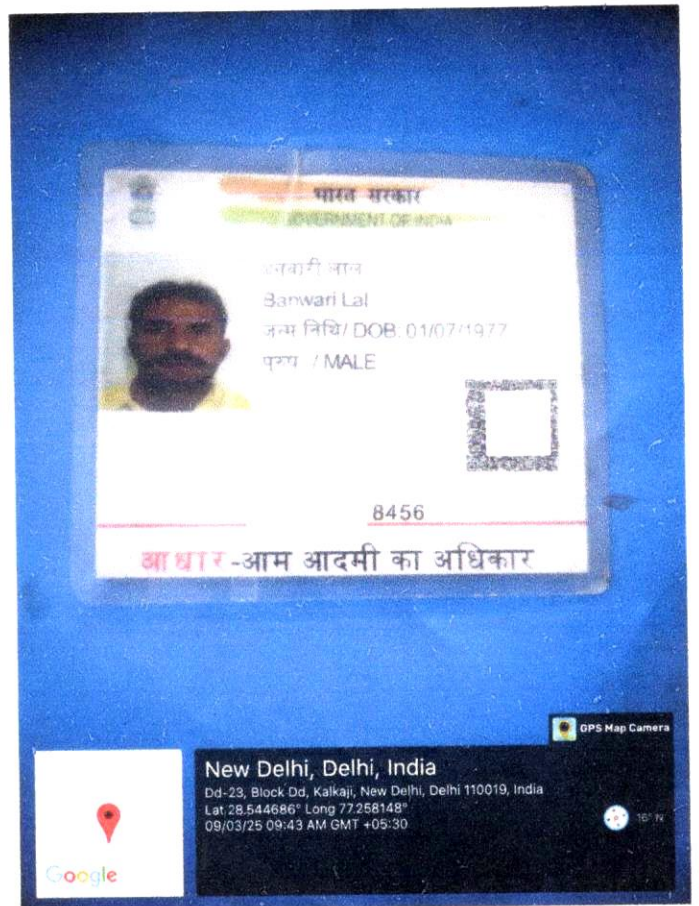 भारत सरकार
GOVERNMENT OF INDIA
बनवारी लाल
Banwari Lal
जन्म तिथि/ DOB: 01/07/1977
पुरुष / MALE
8456
आधार-आम आदमी का अधिकार
GPS Map Camera
New Delhi, Delhi, India
Dd-23, Block Dd, Kalkaji, New Delhi, Delhi 110019, India
Lat 28.544686° Long 77.258148°
09/03/25 09:43 AM GMT +05:30
16° N
Google